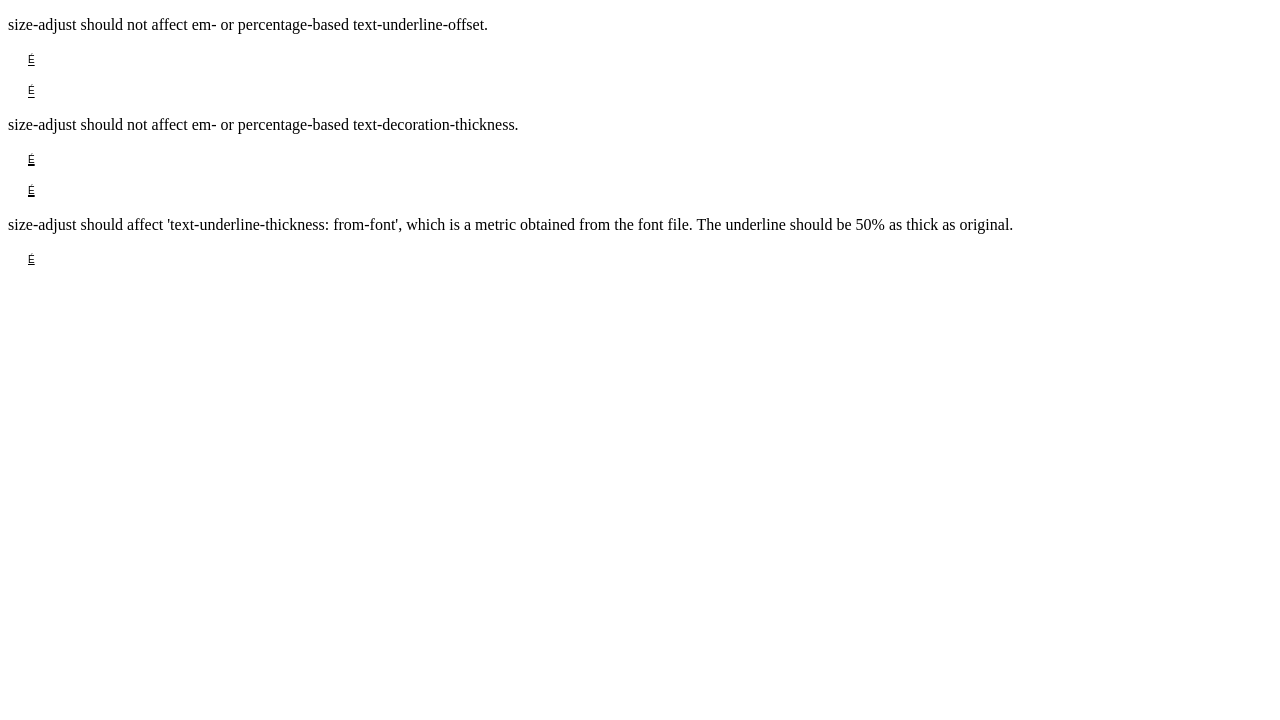 size-adjust should not affect em- or percentage-based text-underline-offset.
É
É
size-adjust should not affect em- or percentage-based text-decoration-thickness.
É
É
size-adjust should affect 'text-underline-thickness: from-font', which is a metric obtained from the font file. The underline should be 50% as thick as original.
É